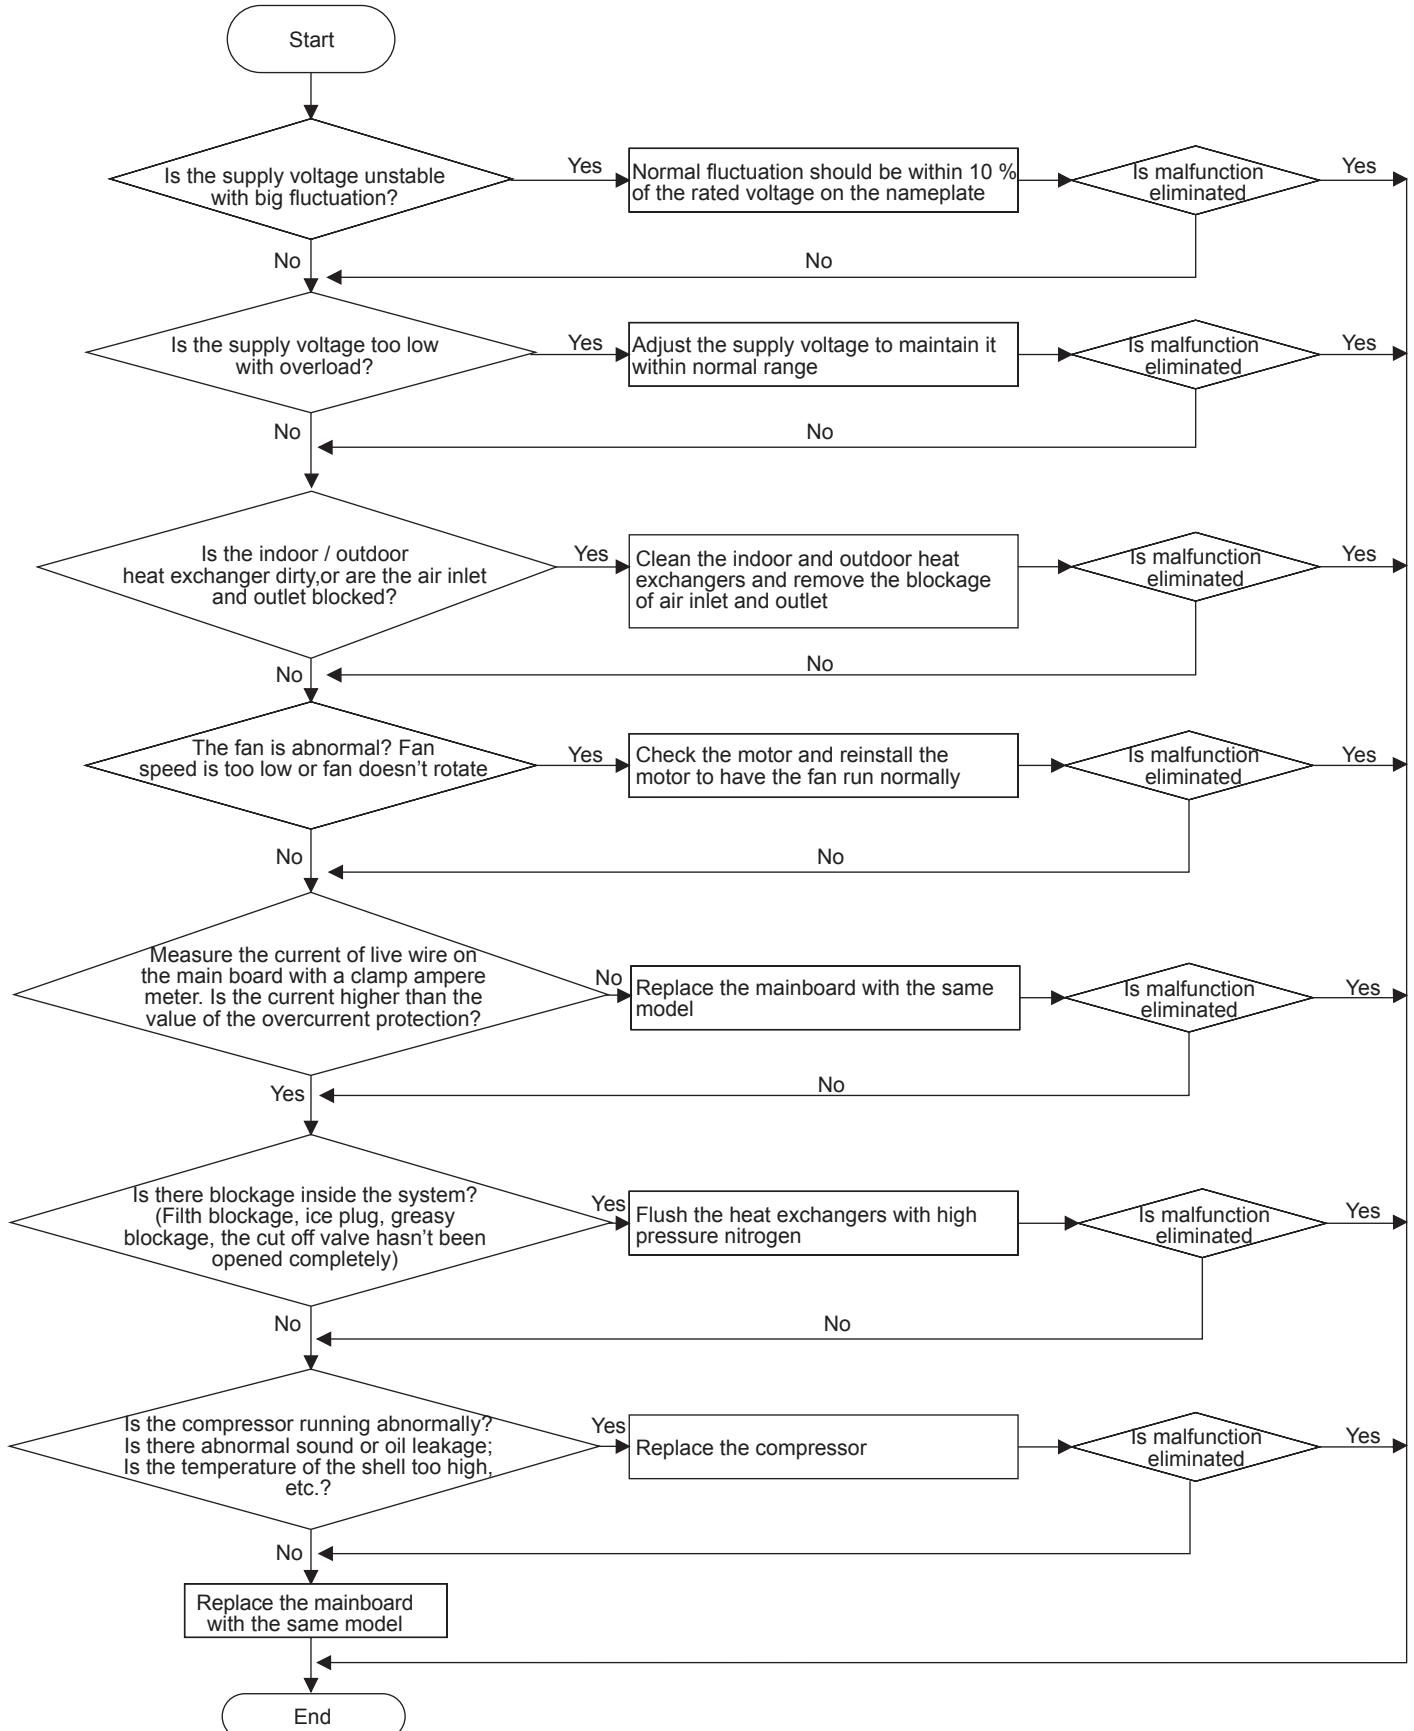 Start
Is the supply voltage unstable
with big fluctuation?
Yes
Normal fluctuation should be within 10 %
of the rated voltage on the nameplate
Is malfunction
eliminated
Yes
No
No
Is the supply voltage too low
with overload?
Yes
Adjust the supply voltage to maintain it
within normal range
Is malfunction
eliminated
Yes
No
No
Is the indoor / outdoor
heat exchanger dirty,or are the air inlet
and outlet blocked?
Yes
Clean the indoor and outdoor heat
exchangers and remove the blockage
of air inlet and outlet
Is malfunction
eliminated
Yes
No
No
The fan is abnormal? Fan
speed is too low or fan doesn't rotate
Yes
Check the motor and reinstall the
motor to have the fan run normally
Is malfunction
eliminated
Yes
No
No
Measure the current of live wire on
the main board with a clamp ampere
meter. Is the current higher than the
value of the overcurrent protection?
No
Replace the mainboard with the same
model
Is malfunction
eliminated
Yes
Yes
No
Is there blockage inside the system?
(Filth blockage, ice plug, greasy
blockage, the cut off valve hasn't been
opened completely)
Yes
Flush the heat exchangers with high
pressure nitrogen
Is malfunction
eliminated
Yes
No
No
Is the compressor running abnormally?
Is there abnormal sound or oil leakage;
Is the temperature of the shell too high,
etc.?
Yes
Replace the compressor
Is malfunction
eliminated
Yes
No
Replace the mainboard
with the same model
End